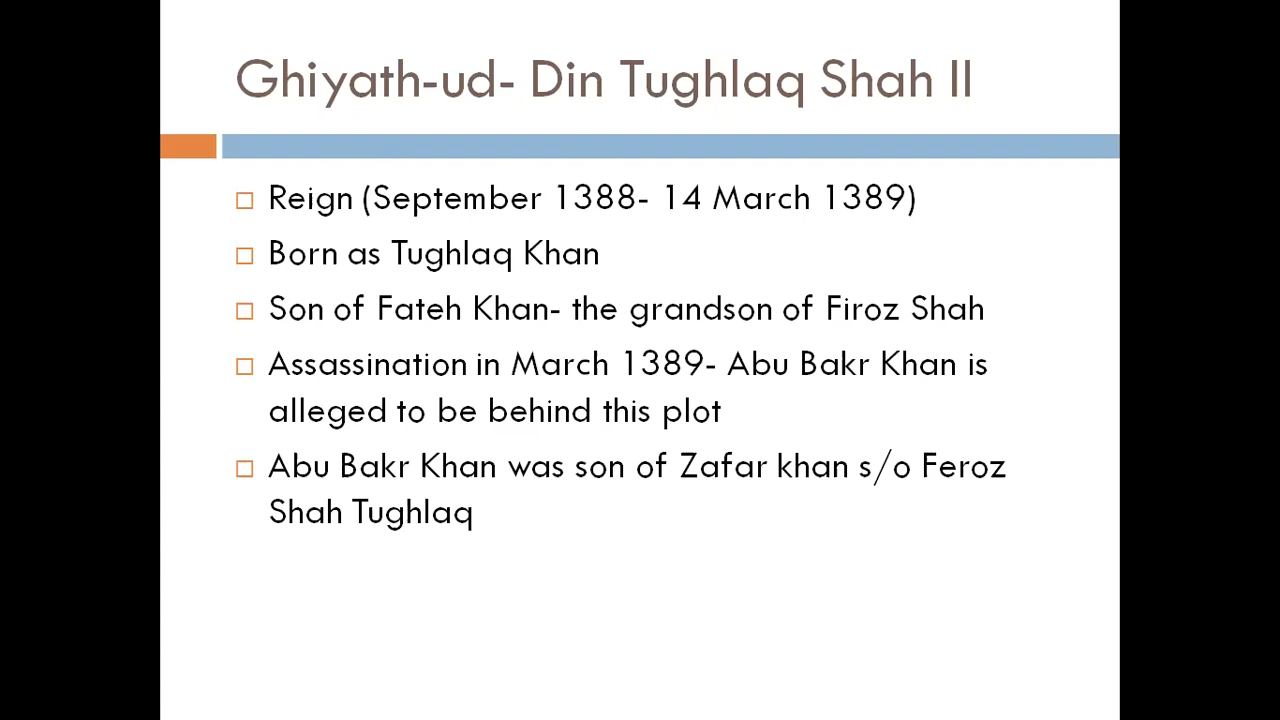 Ghiyath-ud- Din Tughlaq Shah II
Reign (September 1388- 14 March 1389)
Born as Tughlaq Khan
Son of Fateh Khan- the grandson of Firoz Shah
Assassination in March 1389- Abu Bakr Khan is
alleged to be behind this plot
Abu Bakr Khan was son of Zafar khan s/o Feroz
Shah Tughlaq